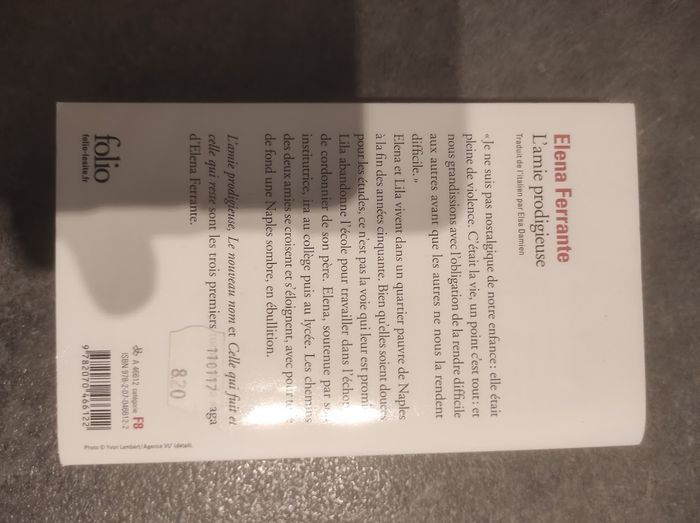 Elena Ferrante
L'amie prodigieuse
Traduit de l'italien par Elsa Damien
« Je ne suis pas nostalgique de notre enfance : elle était
pleine de violence. C'était la vie, un point c'est tout : et
nous grandissions avec l'obligation de la rendre difficile
aux autres avant que les autres ne nous la rendent
difficile. »
Elena et Lila vivent dans un quartier pauvre de Naples
à la fin des années cinquante. Bien qu'elles soient
pour les études, ce n'est pas la voie qui leur est
Lila abandonne l'école pour travailler dans
de cordonnier de son père. Elena, soutenue par
institutrice, ira au collège puis au lycée. Les chemins
des deux amies se croisent et s'éloignent, avec pour
de fond une Naples sombre, en ébullition.
L'amie prodigieuse, Le nouveau nom et Celle qui fuit et
celle qui reste sont les trois premiers
d'Elena Ferrante.
110117
8.20
folio
folio-lesite.fr
A 46612 catégorie F8
ISBN 978-2-07-046612-2
9 782070 466122
Photo © Yvon Lambert / Agence VU' (détail).